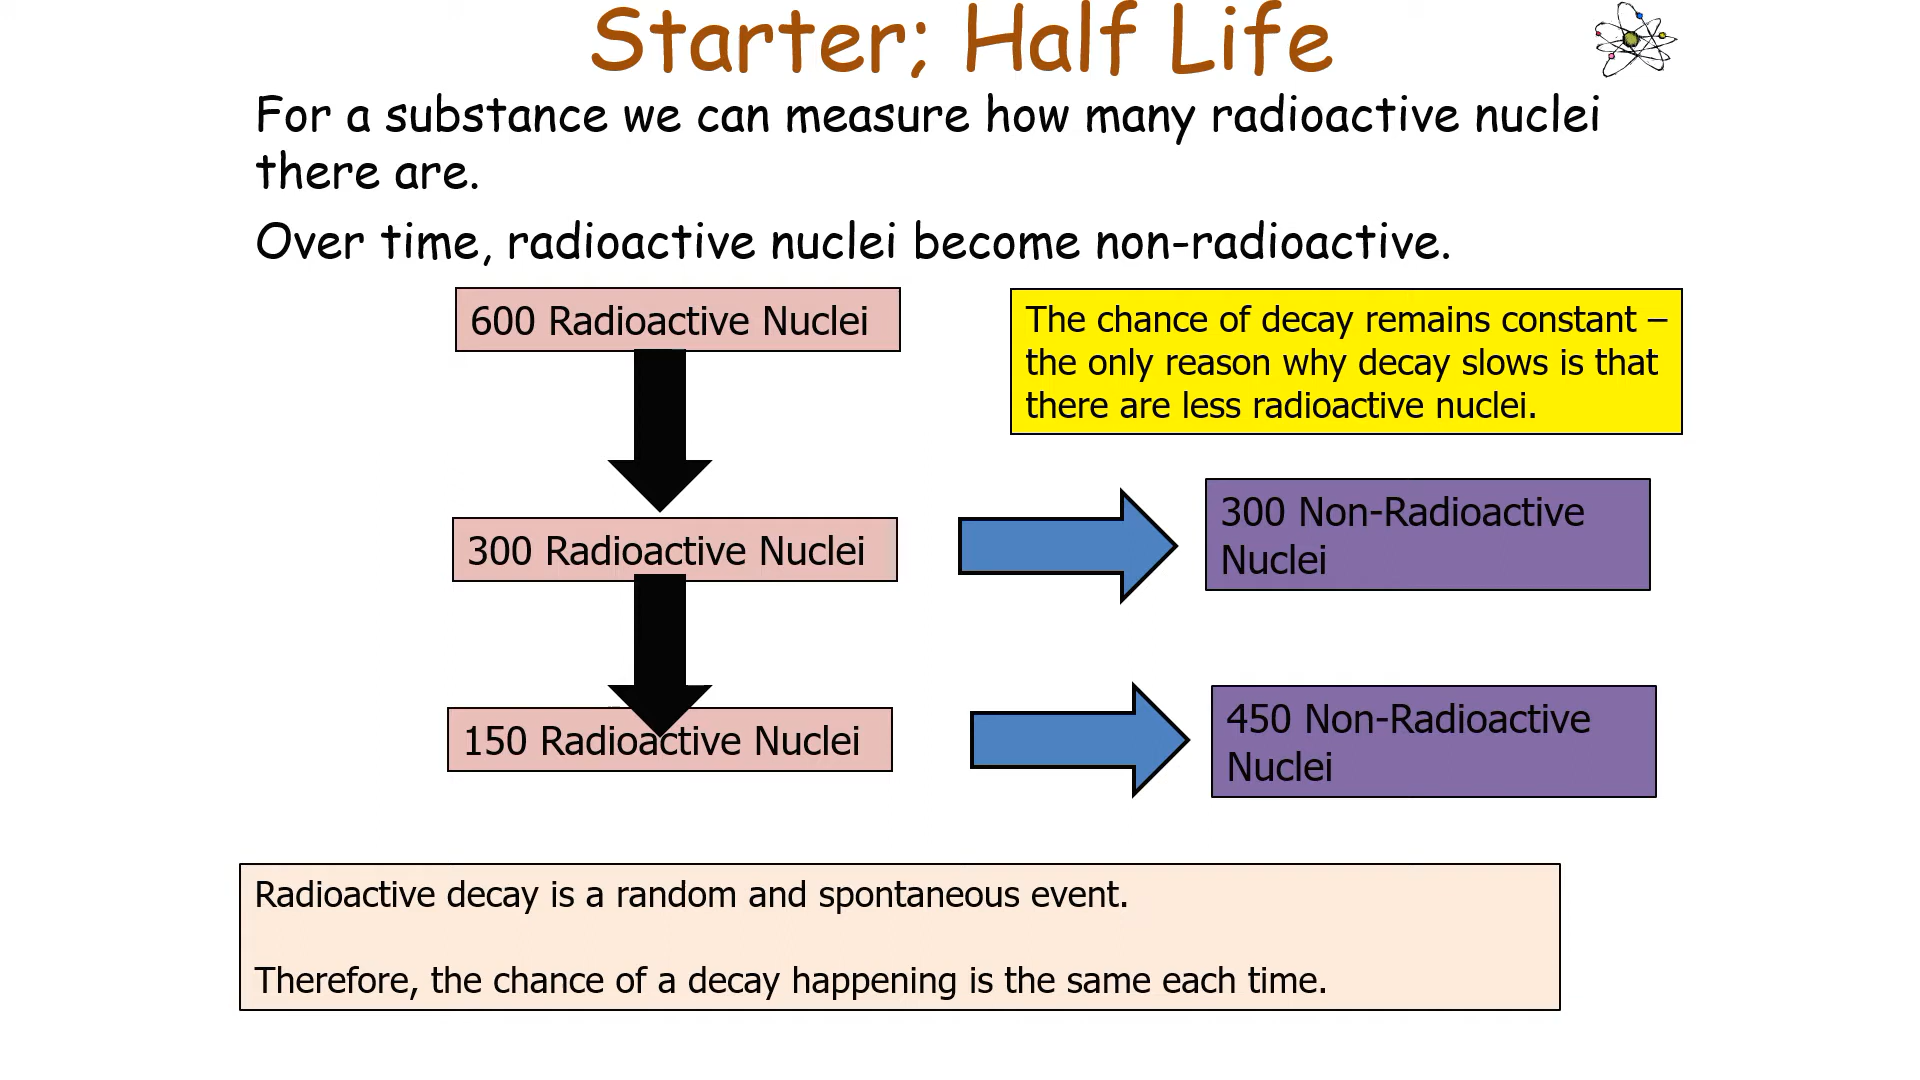 Starter; Half Life
For a substance we can measure how many radioactive nuclei
there are.
Over time, radioactive nuclei become non-radioactive.
600 Radioactive Nuclei
The chance of decay remains constant –
the only reason why decay slows is that
there are less radioactive nuclei.
300 Radioactive Nuclei
300 Non-Radioactive
Nuclei
150 Radioactive Nuclei
450 Non-Radioactive
Nuclei
Radioactive decay is a random and spontaneous event.
Therefore, the chance of a decay happening is the same each time.